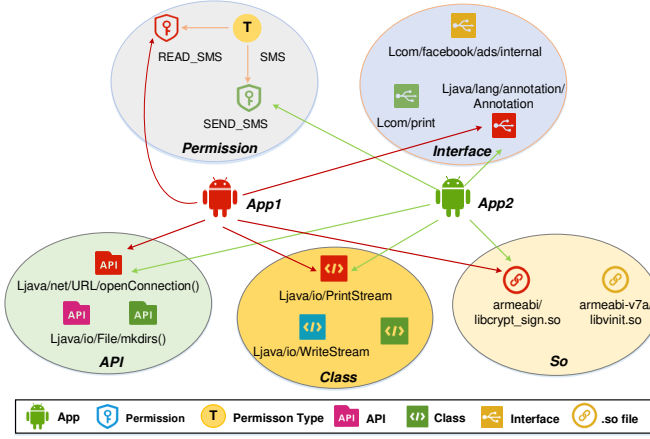 T
READ_SMS
SMS
SEND_SMS
Permission
Lcom/facebook/ads/internal
Ljava/lang/annotation/
Annotation
Lcom/print
Interface
App1
App2
API
Ljava/net/URL/openConnection()
API
API
Ljava/io/File/mkdirs()
API
Ljava/io/PrintStream
Ljava/io/WriteStream
Class
armeabi/
libcrypt_sign.so
armeabi-v7a/
libvinit.so
So
App
Permission
T
Permisson Type
API
API
Class
Interface
.so file